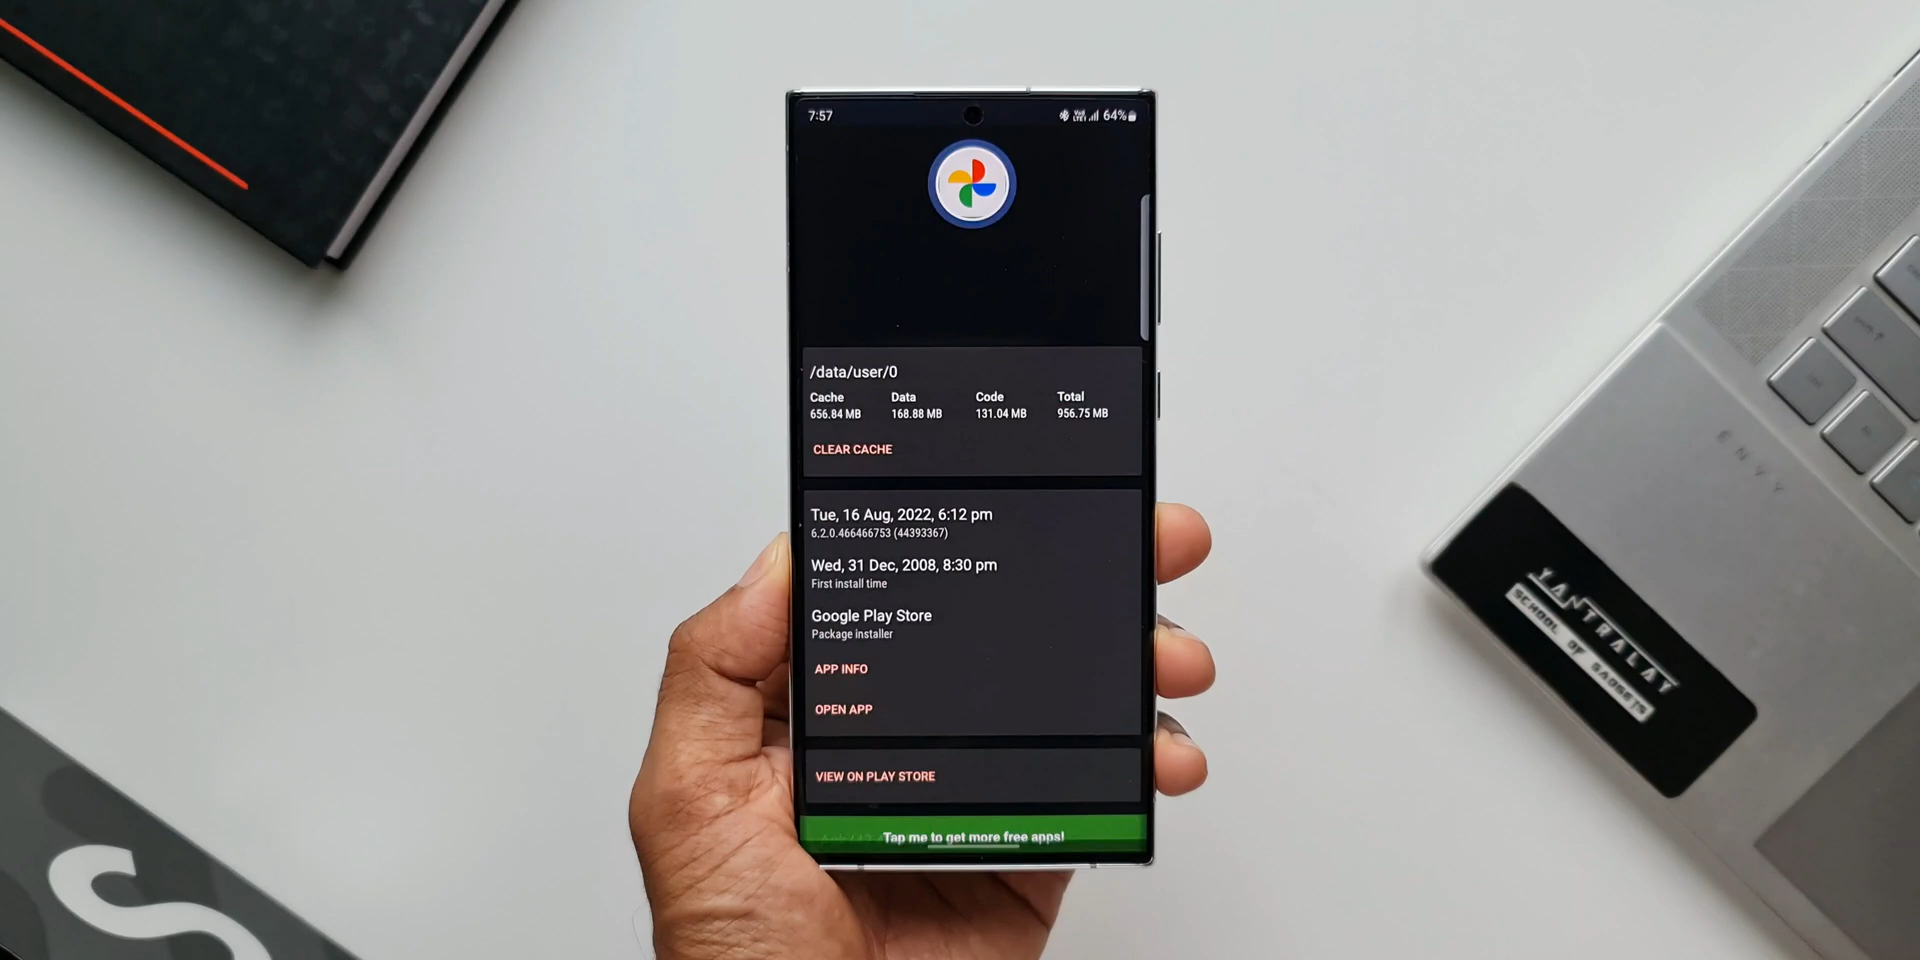 7:57
64%
/data/user/0
Cache Data Code Total
656.84 MB 168.88 MB 131.04 MB 956.75 MB
CLEAR CACHE
Tue, 16 Aug, 2022, 6:12 pm
6.2.0.466466753 (44393367)
Wed, 31 Dec, 2008, 8:30 pm
First install time
Google Play Store
Package installer
APP INFO
OPEN APP
VIEW ON PLAY STORE
Tap me to get more free apps!
ENVY
YANTRALAY
SCHOOL OF GADGETS
S